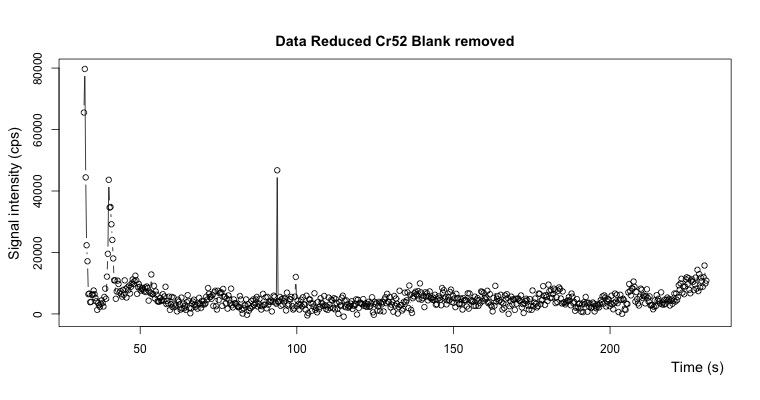 Data Reduced Cr52 Blank removed
Signal intensity (cps)
80000
60000
40000
20000
0
50 100 150 200
Time (s)